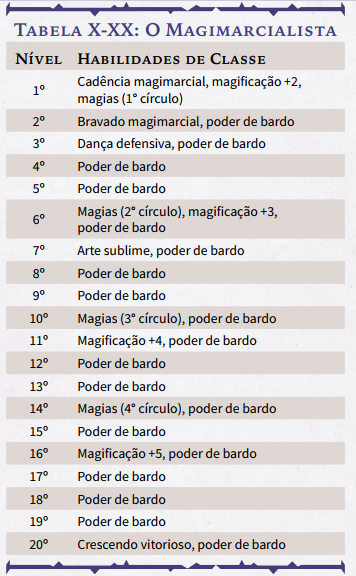 TABELA X-XX: O MAGIMARCIALISTA
NÍVEL HABILIDADES DE CLASSE
1º Cadência magimarcial, magificação +2,
magias (1° círculo)
2º Bravado magimarcial, poder de bardo
3º Dança defensiva, poder de bardo
4º Poder de bardo
5º Poder de bardo
6º Magias (2° círculo), magificação +3,
poder de bardo
7º Arte sublime, poder de bardo
8º Poder de bardo
9º Poder de bardo
10º Magias (3° círculo), poder de bardo
11º Magificação +4, poder de bardo
12º Poder de bardo
13º Poder de bardo
14º Magias (4° círculo), poder de bardo
15º Poder de bardo
16º Magificação +5, poder de bardo
17º Poder de bardo
18º Poder de bardo
19º Poder de bardo
20º Crescendo vitorioso, poder de bardo